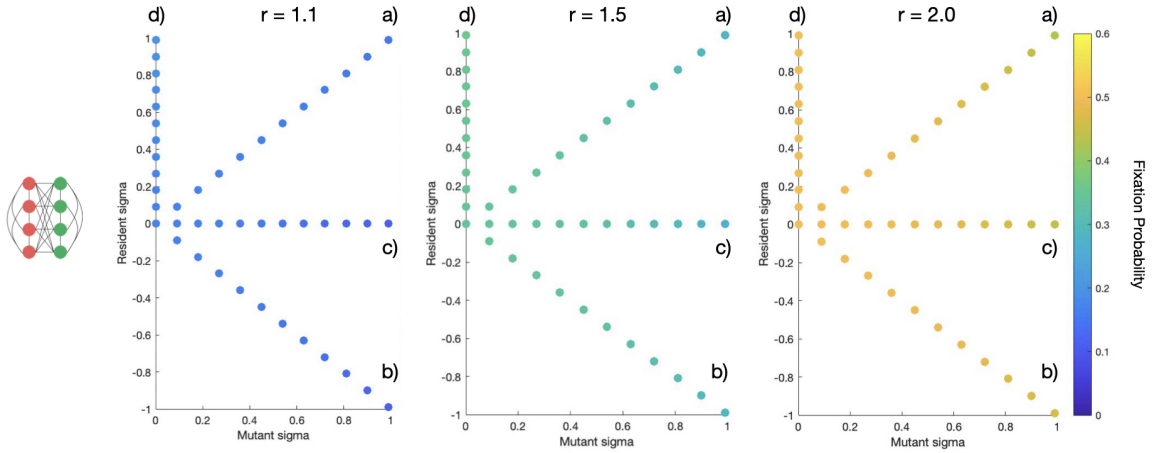 d) r = 1.1 a)
d) r = 1.5 a)
d) r = 2.0 a)
1
0.8
0.6
0.4
0.2
0
-0.2
-0.4
-0.6
-0.8
-1
Resident sigma
c)
b)
0 0.2 0.4 0.6 0.8 1
Mutant sigma
1
0.8
0.6
0.4
0.2
0
-0.2
-0.4
-0.6
-0.8
-1
Resident sigma
c)
b)
0 0.2 0.4 0.6 0.8 1
Mutant sigma
1
0.8
0.6
0.4
0.2
0
-0.2
-0.4
-0.6
-0.8
-1
Resident sigma
c)
b)
0 0.2 0.4 0.6 0.8 1
Mutant sigma
0.6
0.5
0.4
0.3
0.2
0.1
0
Fixation Probability